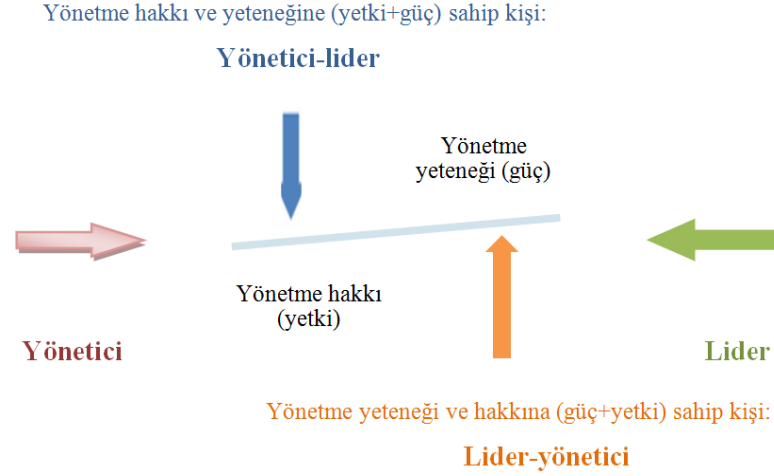 Yönetme hakkı ve yeteneğine (yetki+güç) sahip kişi:
Yönetici-lider
Yönetme
yeteneği (güç)
Yönetme hakkı
(yetki)
Yönetici
Lider
Yönetme yeteneği ve hakkına (güç+yetki) sahip kişi:
Lider-yönetici